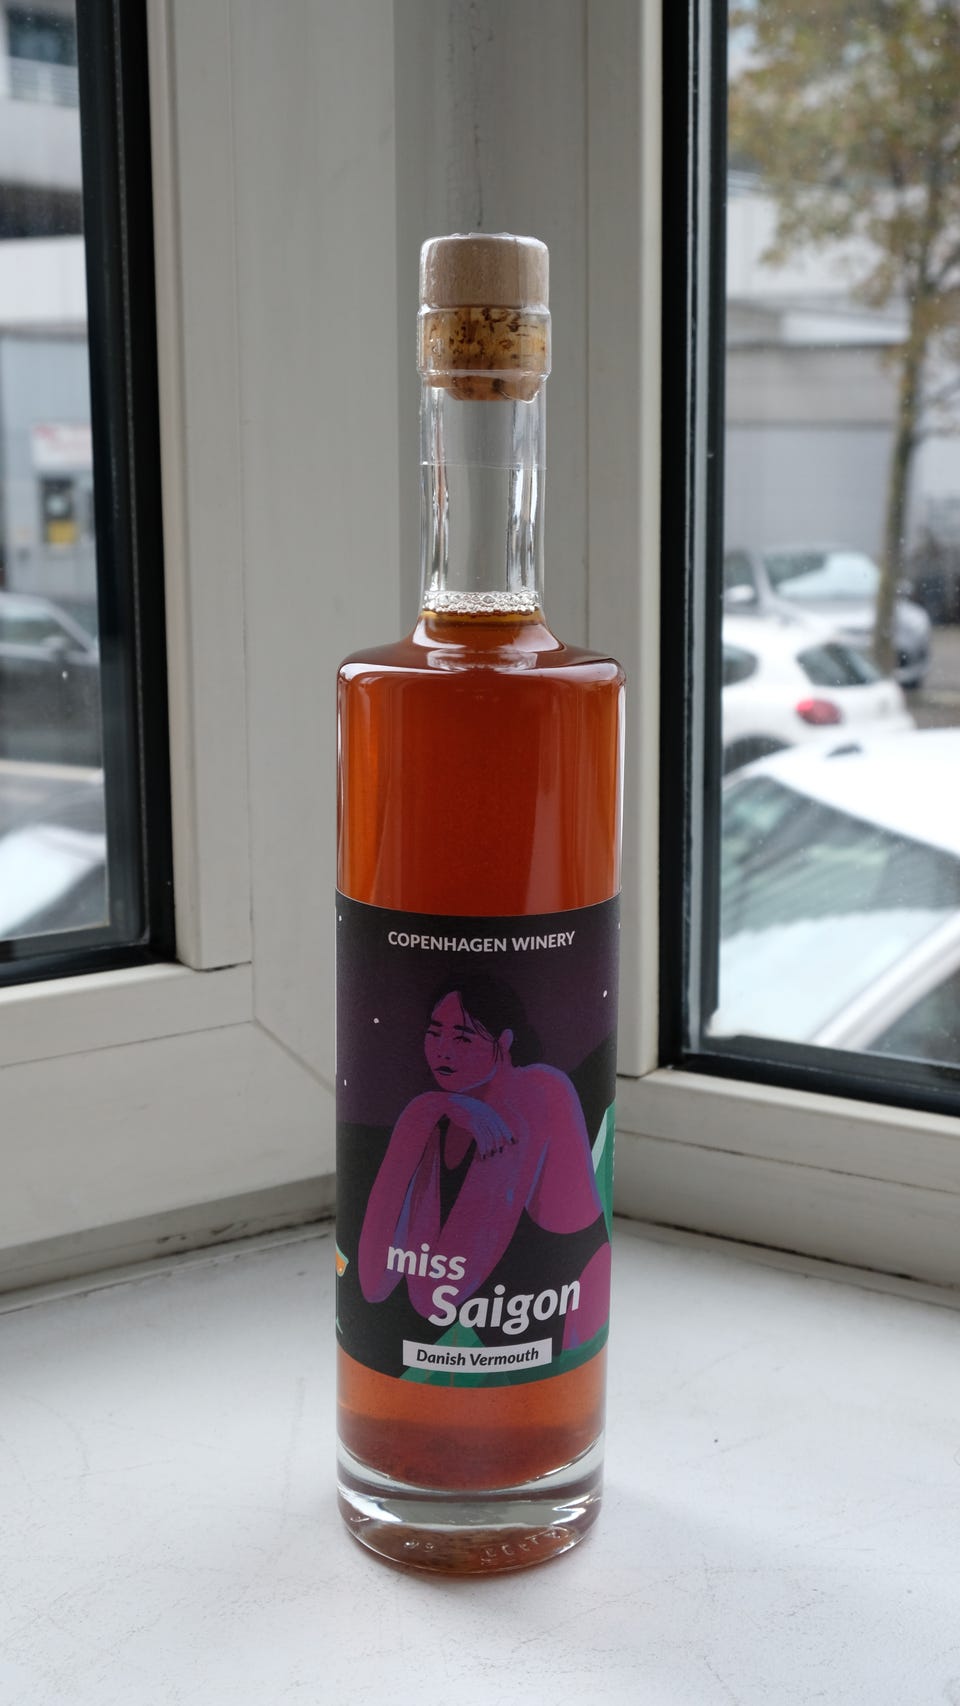 COPENHAGEN WINERY
miss
Saigon
Danish Vermouth